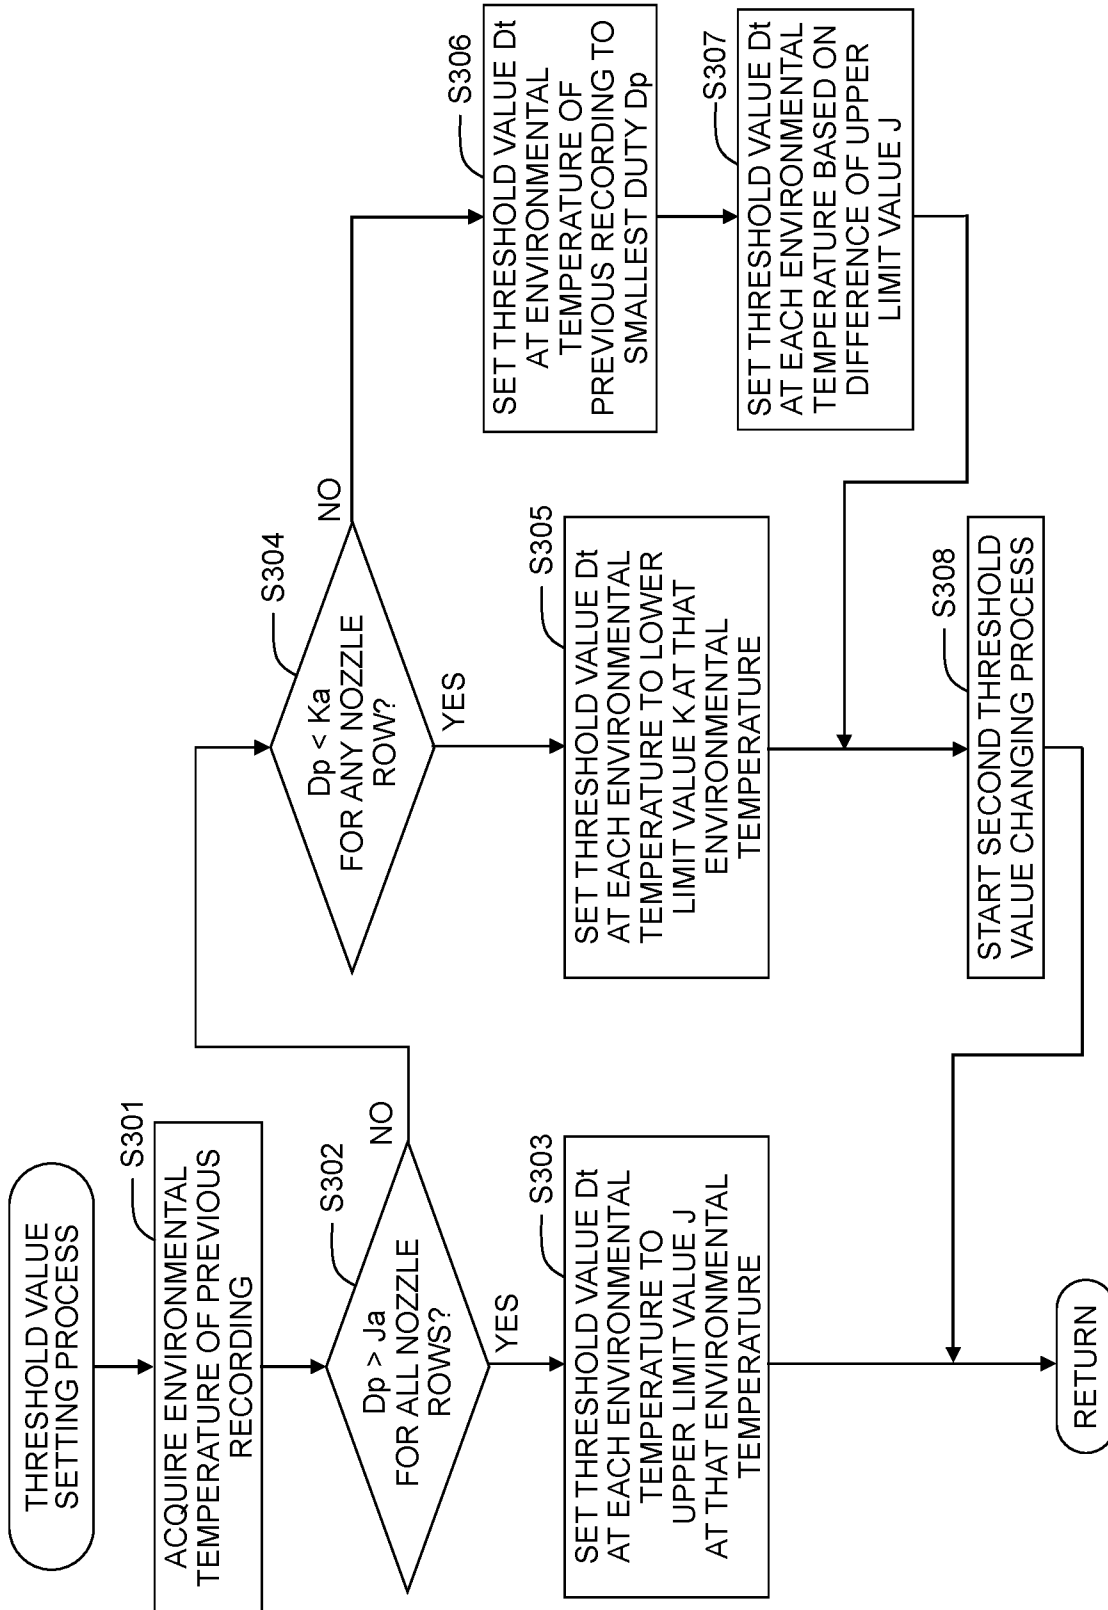 THRESHOLD VALUE
SETTING PROCESS
S301
ACQUIRE ENVIRONMENTAL
TEMPERATURE OF PREVIOUS
RECORDING
S302
Dp > Ja
FOR ALL NOZZLE
ROWS?
NO
YES
S303
SET THRESHOLD VALUE Dt
AT EACH ENVIRONMENTAL
TEMPERATURE TO
UPPER LIMIT VALUE J
AT THAT ENVIRONMENTAL
TEMPERATURE
S304
Dp < Ka
FOR ANY NOZZLE
ROW?
NO
YES
S305
SET THRESHOLD VALUE Dt
AT EACH ENVIRONMENTAL
TEMPERATURE TO LOWER
LIMIT VALUE K AT THAT
ENVIRONMENTAL
TEMPERATURE
S306
SET THRESHOLD VALUE Dt
AT ENVIRONMENTAL
TEMPERATURE OF
PREVIOUS RECORDING TO
SMALLEST DUTY Dp
S307
SET THRESHOLD VALUE Dt
AT EACH ENVIRONMENTAL
TEMPERATURE BASED ON
DIFFERENCE OF UPPER
LIMIT VALUE J
S308
START SECOND THRESHOLD
VALUE CHANGING PROCESS
RETURN